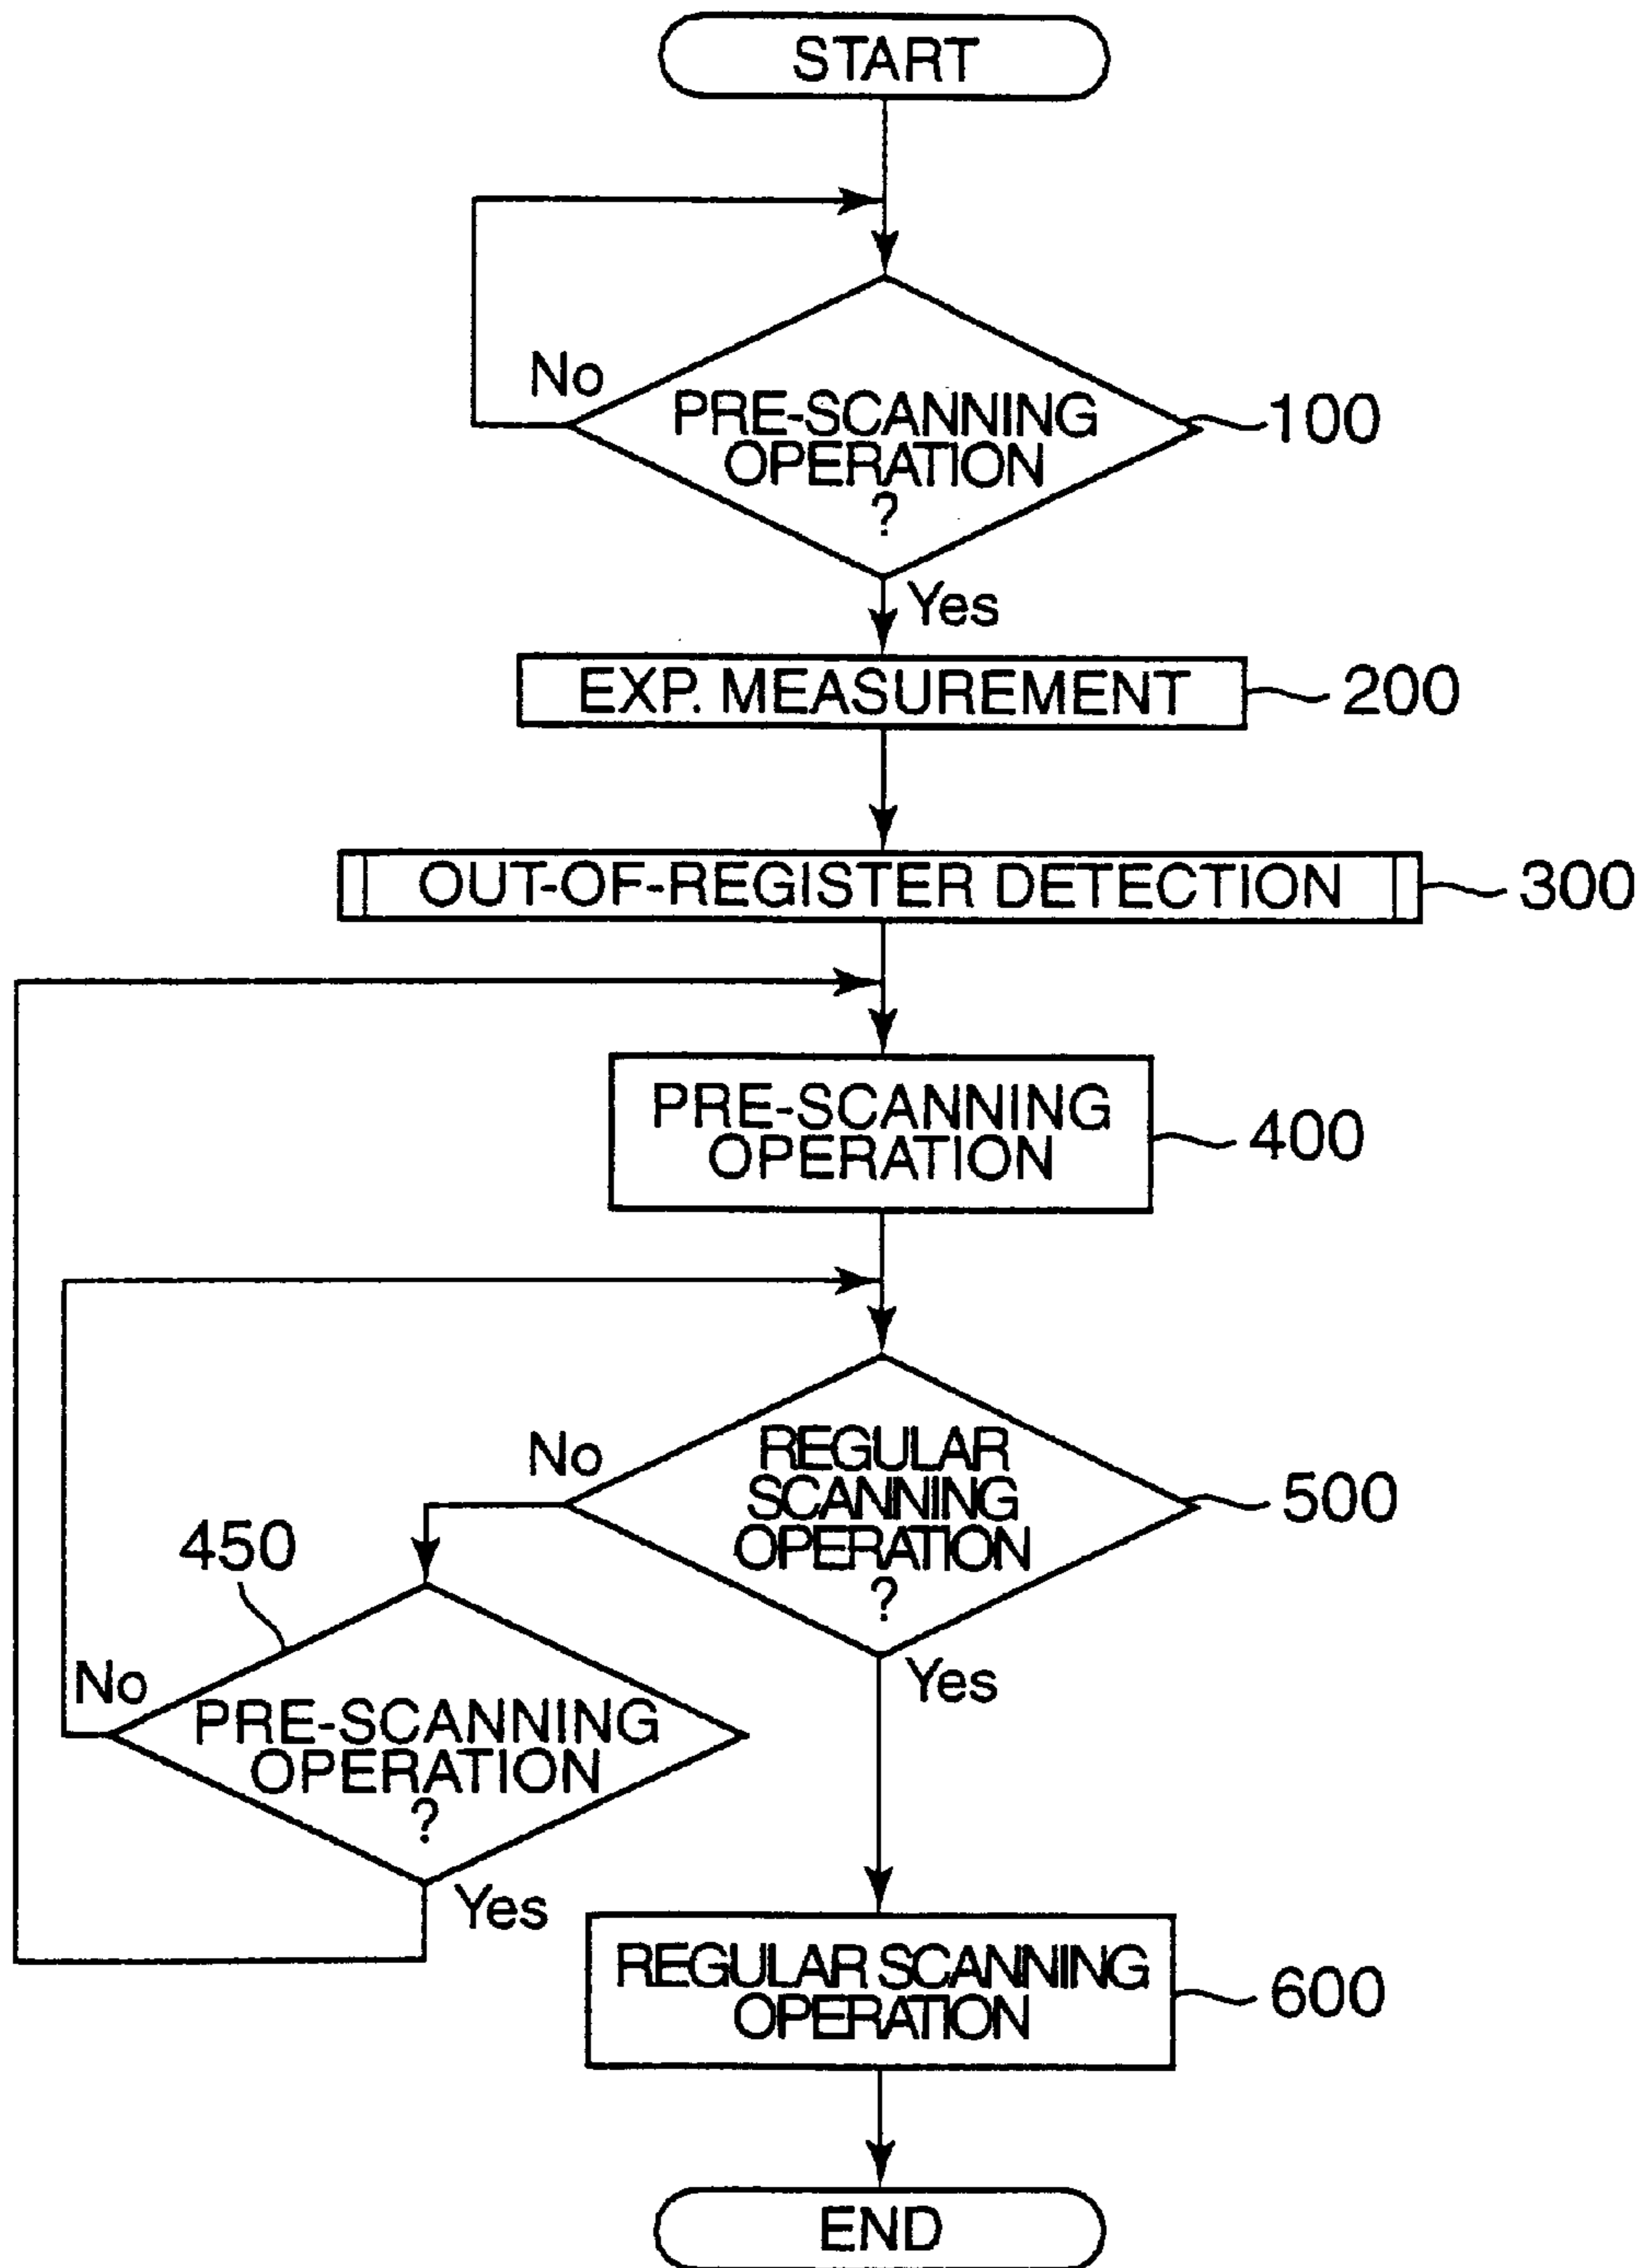 START
No
PRE-SCANNING
OPERATION
?
100
Yes
EXP. MEASUREMENT
200
OUT-OF-REGISTER DETECTION
300
PRE-SCANNING
OPERATION
400
No
REGULAR
SCANNING
OPERATION
?
500
450
No
PRE-SCANNING
OPERATION
?
Yes
Yes
REGULAR SCANNING
OPERATION
600
END